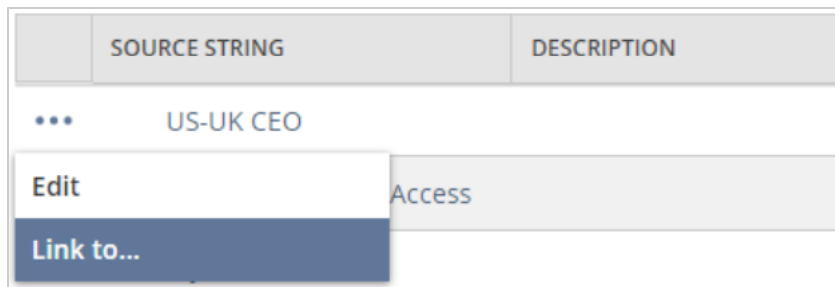 SOURCE STRING DESCRIPTION
US-UK CEO
Edit
Access
Link to...